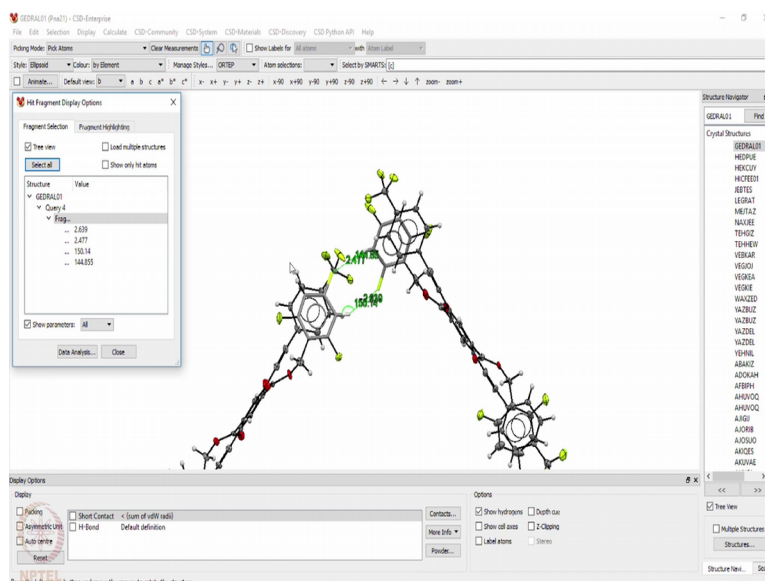 GEDRAL01 (Pna21) - CSD-Enterprise
File Edit Selection Display Calculate CSD-Community CSD-System CSD-Materials CSD-Discovery CSD Python API Help
Picking Mode: Pick Atoms Clear Measurements Show Labels for All atoms with Atom Label
Style: Ellipsoid Colour: by Element Manage Styles... ORTEP Atom selections: Select by SMARTS: [c]
Animate... Default view: b a b c a* b* c* x- x+ y- y+ z- z+ x-90 x+90 y-90 y+90 z-90 z+90 zoom- zoom+
Hit Fragment Display Options
Fragment Selection Fragment Highlighting
Tree view Load multiple structures
Select all Show only hit atoms
Structure Value
GEDRAL01
Query 4
Frag...
... 2.639
... 2.477
... 150.14
... 144.855
Show parameters: All
Data Analysis... Close
2.477
Structure Navigator
GEDRAL01 Find
Crystal Structures
GEDRAL01
HEDPUE
HEKCUY
HICFEE01
JEBTES
LEGRAT
MEJTAZ
NAXJEE
TEHGIZ
TEHHEW
VEBKAR
VEGJOJ
VEGKEA
VEGKIE
WAXZED
YAZBUZ
YAZBUZ
YAZDEL
YAZDEL
YEHNIL
ABAKIZ
ADOKAH
AFBIPH
AHUVOQ
AHUVOQ
AJIGIJ
AJORIB
AJOSUO
AKIQES
AKUVAE
<< >>
Tree View
Multiple Structures
Structures...
Structure Navi...
Display Options
Display
Packing
Asymmetric Unit
Auto centre
Reset
Short Contact < (sum of vdW radii)
H-Bond Default definition
Contacts...
More Info
Powder...
Options
Show hydrogens Depth cue
Show cell axes Z-Clipping
Label atoms Stereo
NPTEL